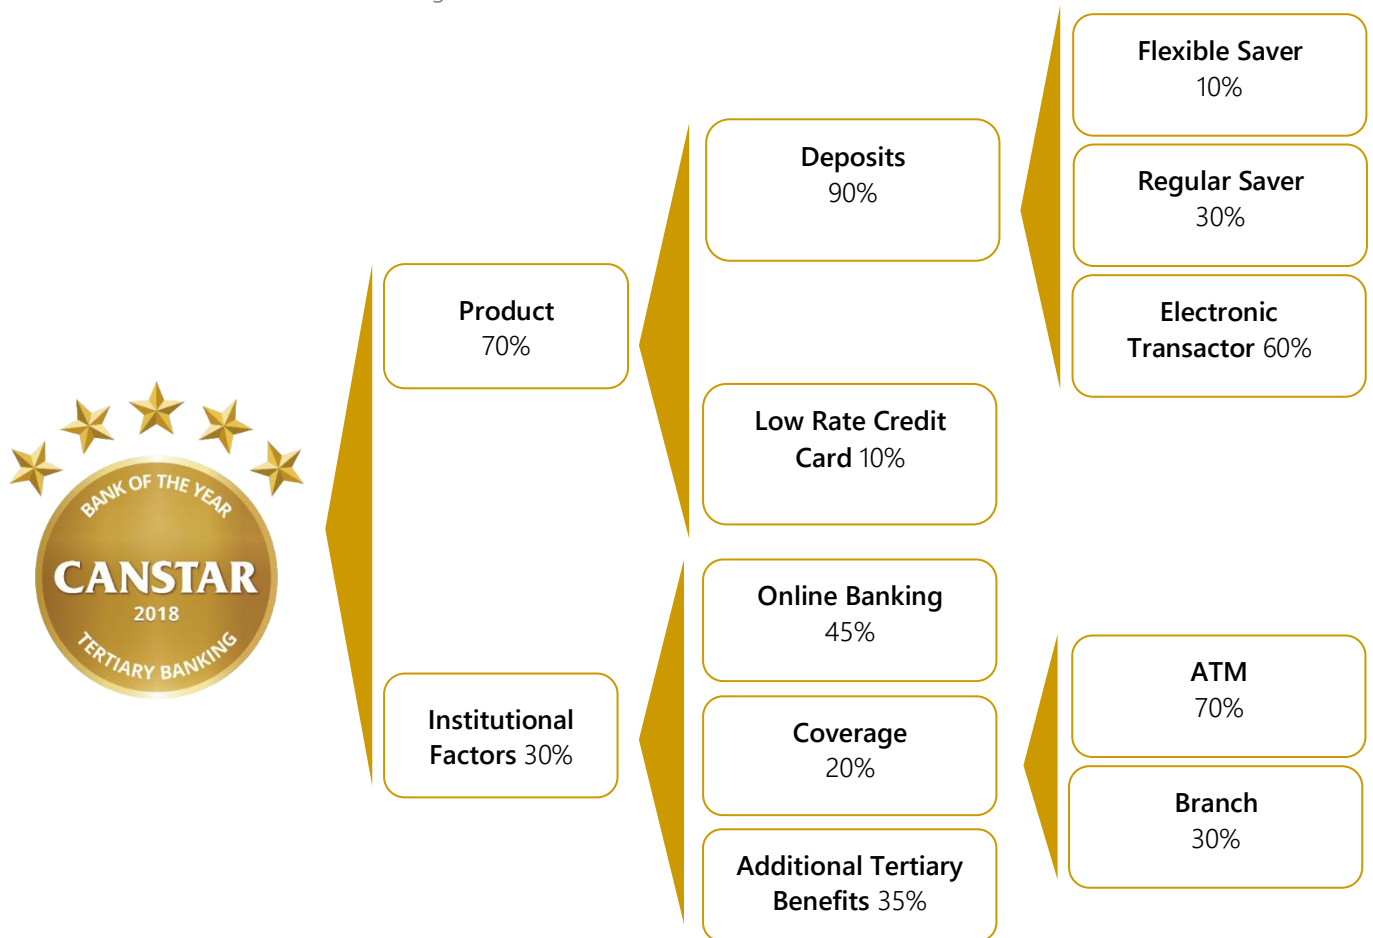 Flexible Saver
10%
Deposits
90%
Regular Saver
30%
Product
70%
Electronic
Transactor 60%
Low Rate Credit
Card 10%
BANK OF THE YEAR
CANSTAR
2018
TERTIARY BANKING
Online Banking
45%
Institutional
Factors 30%
Coverage
20%
ATM
70%
Additional Tertiary
Benefits 35%
Branch
30%